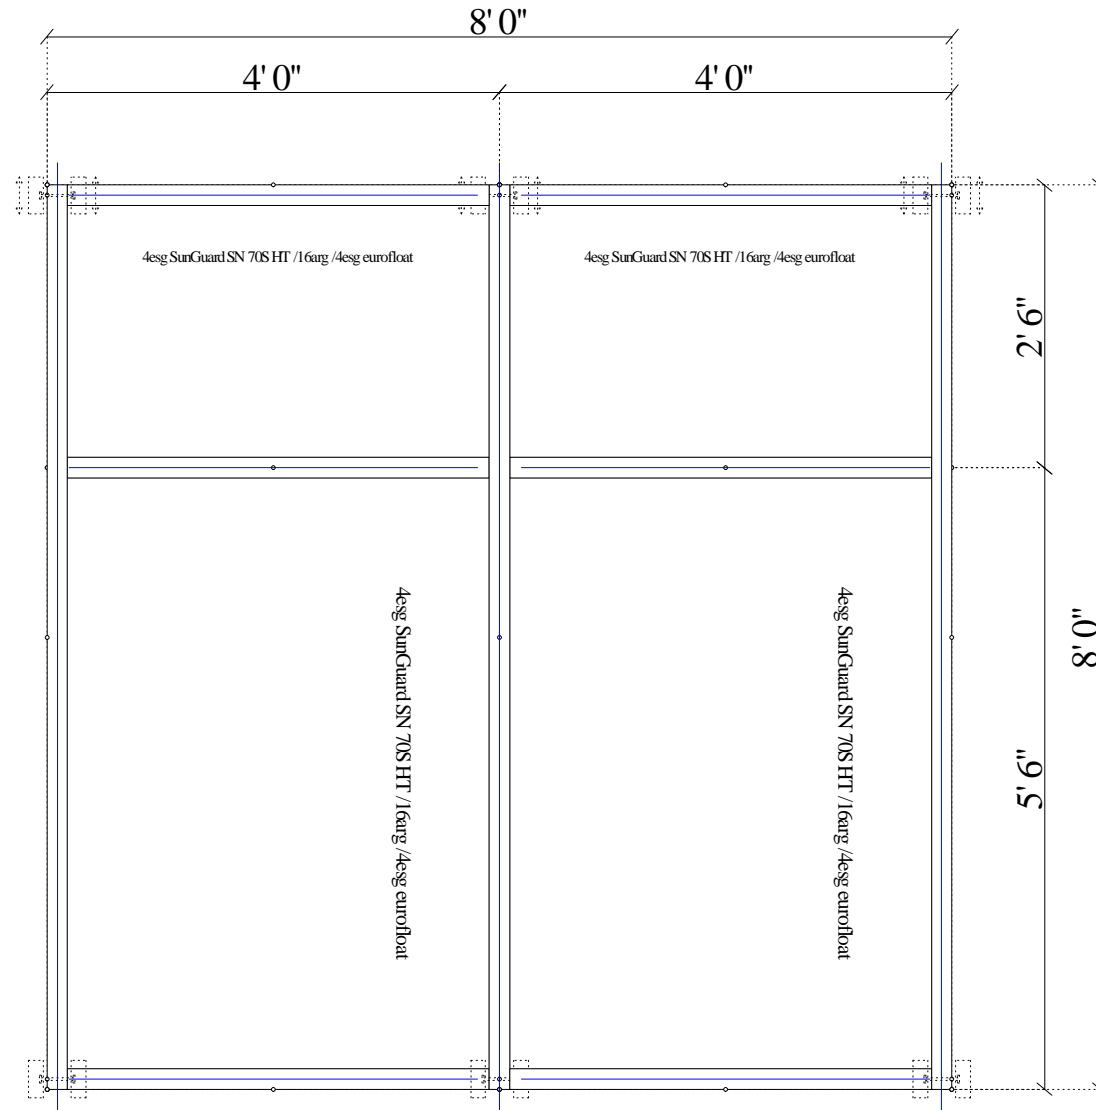 8' 0"
4' 0"
4' 0"
4esg SunGuard SN 70S HT /16arg /4esg eurofloat
4esg SunGuard SN 70S HT /16arg /4esg eurofloat
2' 6"
4esg SunGuard SN 70S HT /16arg /4esg eurofloat
4esg SunGuard SN 70S HT /16arg /4esg eurofloat
8' 0"
5' 6"